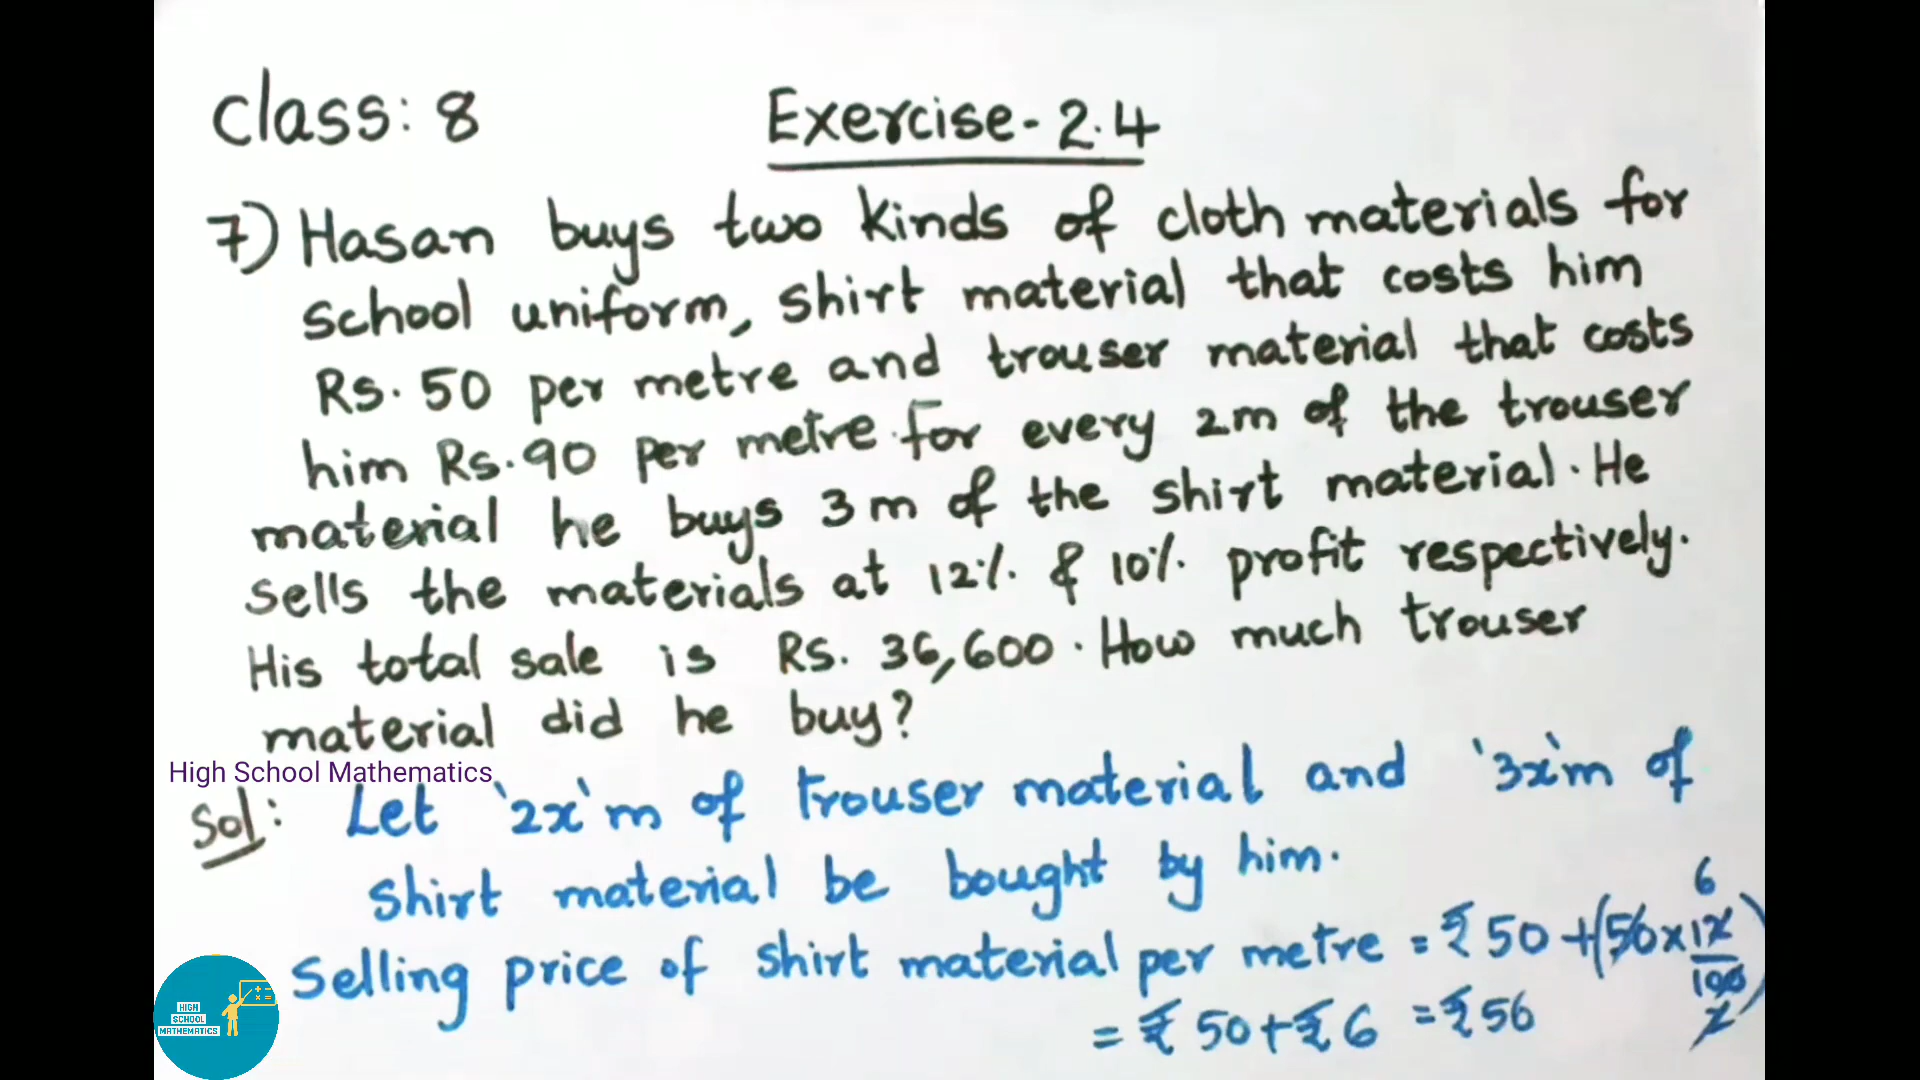 Class: 8
Exercise-2.4
7) Hasan buys two kinds of cloth materials for
school uniform, shirt material that costs him
Rs. 50 per metre and trouser material that costs
him Rs. 90 per metre. For every 2m of the trouser
material he buys 3m of the shirt material. He
sells the materials at 12% & 10% profit respectively.
His total sale is RS. 36,600. How much trouser
material did he buy?
High School Mathematics
Sol: Let '2x'm of trouser material and '3x'm of
shirt material be bought by him.
Selling price of shirt material per metre = ₹ 50 + (50 x 12/100) 6 2
= ₹ 50 + ₹ 6 = ₹ 56
HIGH
SCHOOL
MATHEMATICS